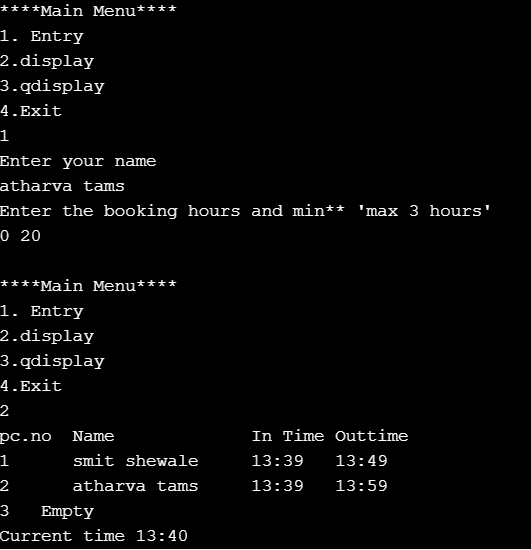 ****Main Menu****
1. Entry
2.display
3.qdisplay
4.Exit
1
Enter your name
atharva tams
Enter the booking hours and min** 'max 3 hours'
0 20

****Main Menu****
1. Entry
2.display
3.qdisplay
4.Exit
2
pc.no  Name             In Time Outtime
1      smit shewale     13:39   13:49
2      atharva tams     13:39   13:59
3   Empty
Current time 13:40